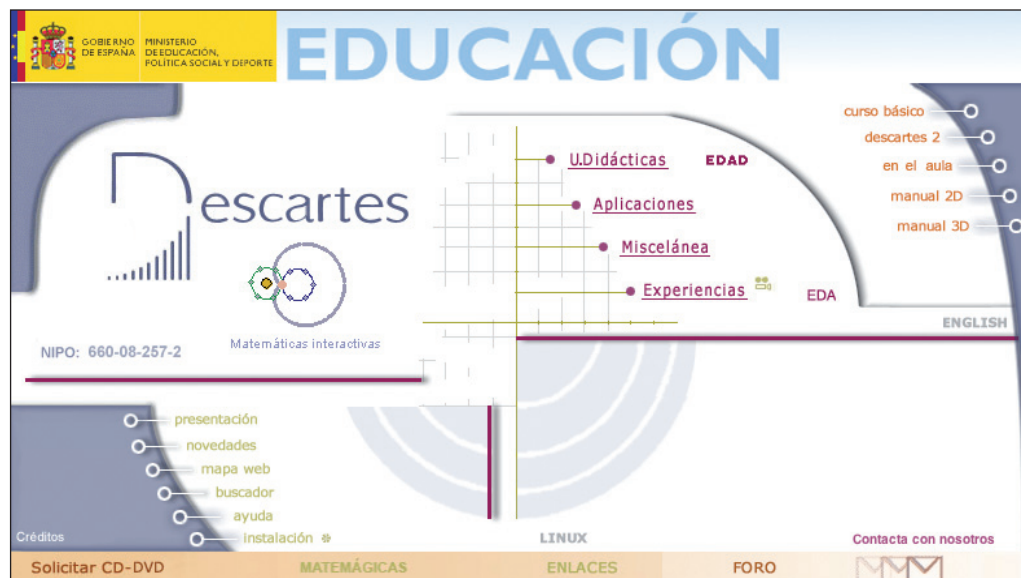 GOBIERNO
DE ESPAÑA
MINISTERIO
DE EDUCACIÓN,
POLÍTICA SOCIAL Y DEPORTE
EDUCACIÓN
Descartes
Matemáticas interactivas
NIPO: 660-08-257-2
U.Didácticas EDAD
Aplicaciones
Miscelánea
Experiencias EDA
curso básico
descartes 2
en el aula
manual 2D
manual 3D
ENGLISH
presentación
novedades
mapa web
buscador
ayuda
instalación *
Créditos
LINUX
Contacta con nosotros
Solicitar CD-DVD MATEMÁGICAS ENLACES FORO